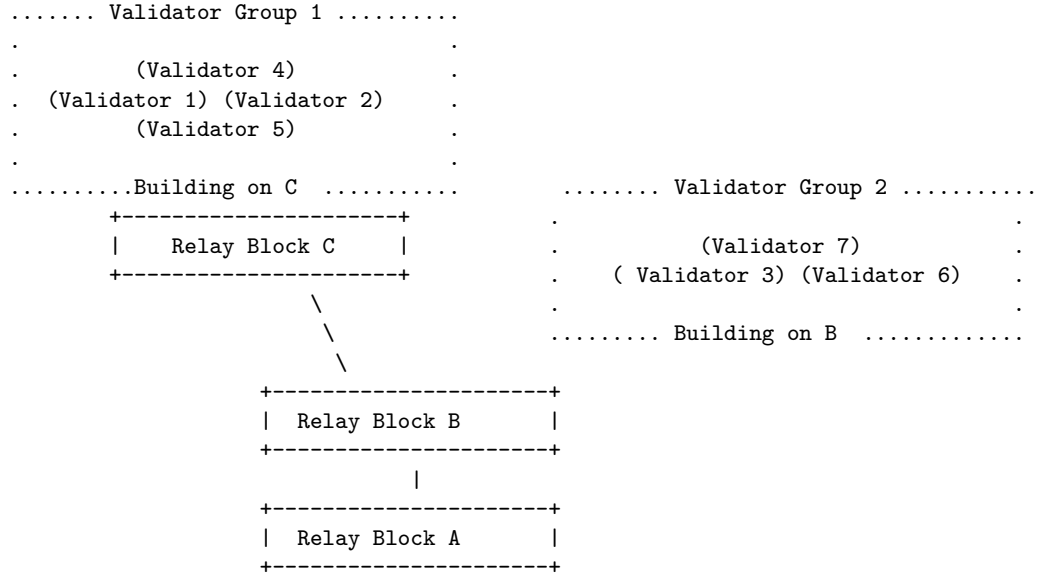 ....... Validator Group 1 ..........
. .
. (Validator 4) .
. (Validator 1) (Validator 2) .
. (Validator 5) .
. .
..........Building on C ........... ........ Validator Group 2 ...........
+----------------------+ . .
| Relay Block C | . (Validator 7) .
+----------------------+ . ( Validator 3) (Validator 6) .
\ . .
\ ......... Building on B .............
\
+----------------------+
| Relay Block B |
+----------------------+
|
+----------------------+
| Relay Block A |
+----------------------+